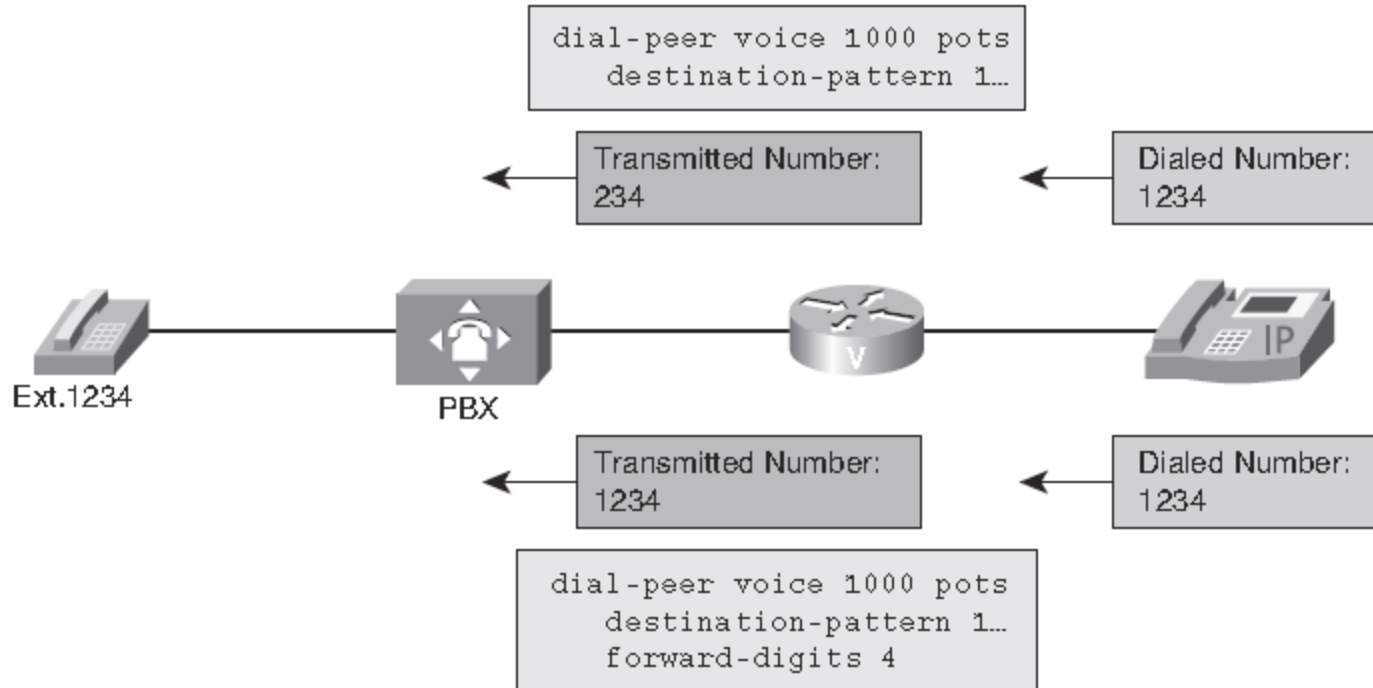 dial-peer voice 1000 pots
destination-pattern 1…
Transmitted Number:
234
Dialed Number:
1234
Ext.1234
PBX
V
IP
Transmitted Number:
1234
Dialed Number:
1234
dial-peer voice 1000 pots
destination-pattern 1…
forward-digits 4